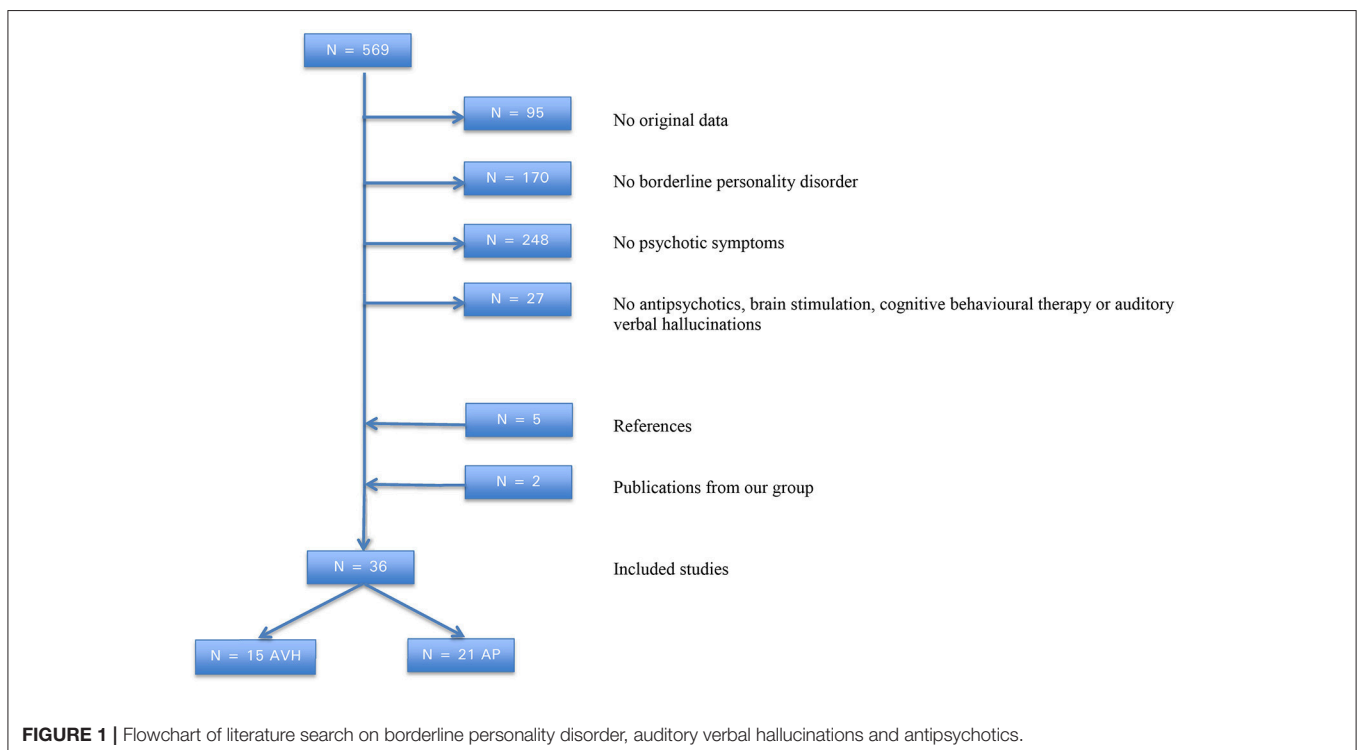 N = 569
N = 95
No original data
N = 170
No borderline personality disorder
N = 248
No psychotic symptoms
N = 27
No antipsychotics, brain stimulation, cognitive behavioural therapy or auditory
verbal hallucinations
N = 5
References
N = 2
Publications from our group
N = 36
Included studies
N = 15 AVH
N = 21 AP
FIGURE 1 | Flowchart of literature search on borderline personality disorder, auditory verbal hallucinations and antipsychotics.